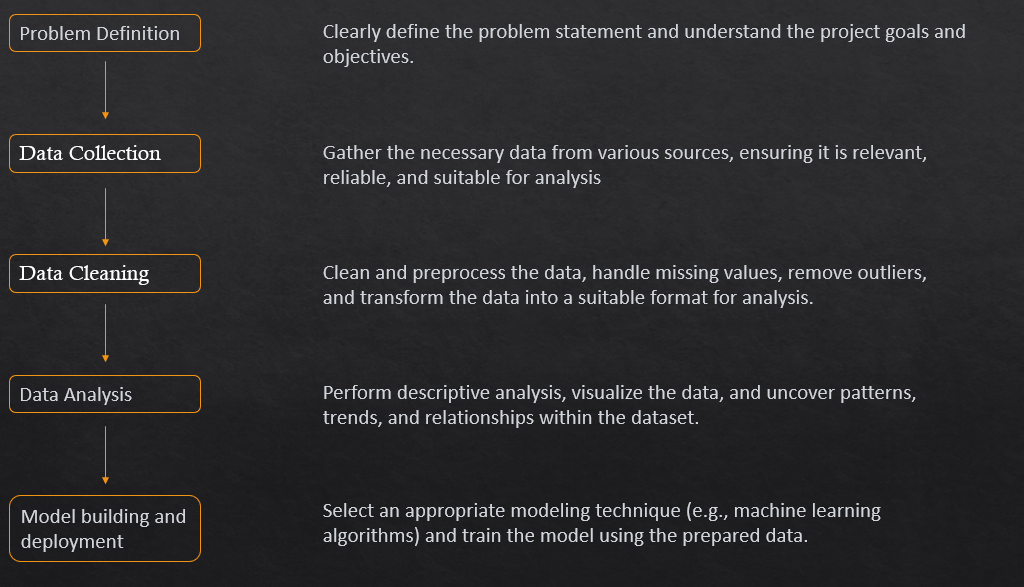 Problem Definition
Clearly define the problem statement and understand the project goals and
objectives.
Data Collection
Gather the necessary data from various sources, ensuring it is relevant,
reliable, and suitable for analysis
Data Cleaning
Clean and preprocess the data, handle missing values, remove outliers,
and transform the data into a suitable format for analysis.
Data Analysis
Perform descriptive analysis, visualize the data, and uncover patterns,
trends, and relationships within the dataset.
Model building and
deployment
Select an appropriate modeling technique (e.g., machine learning
algorithms) and train the model using the prepared data.